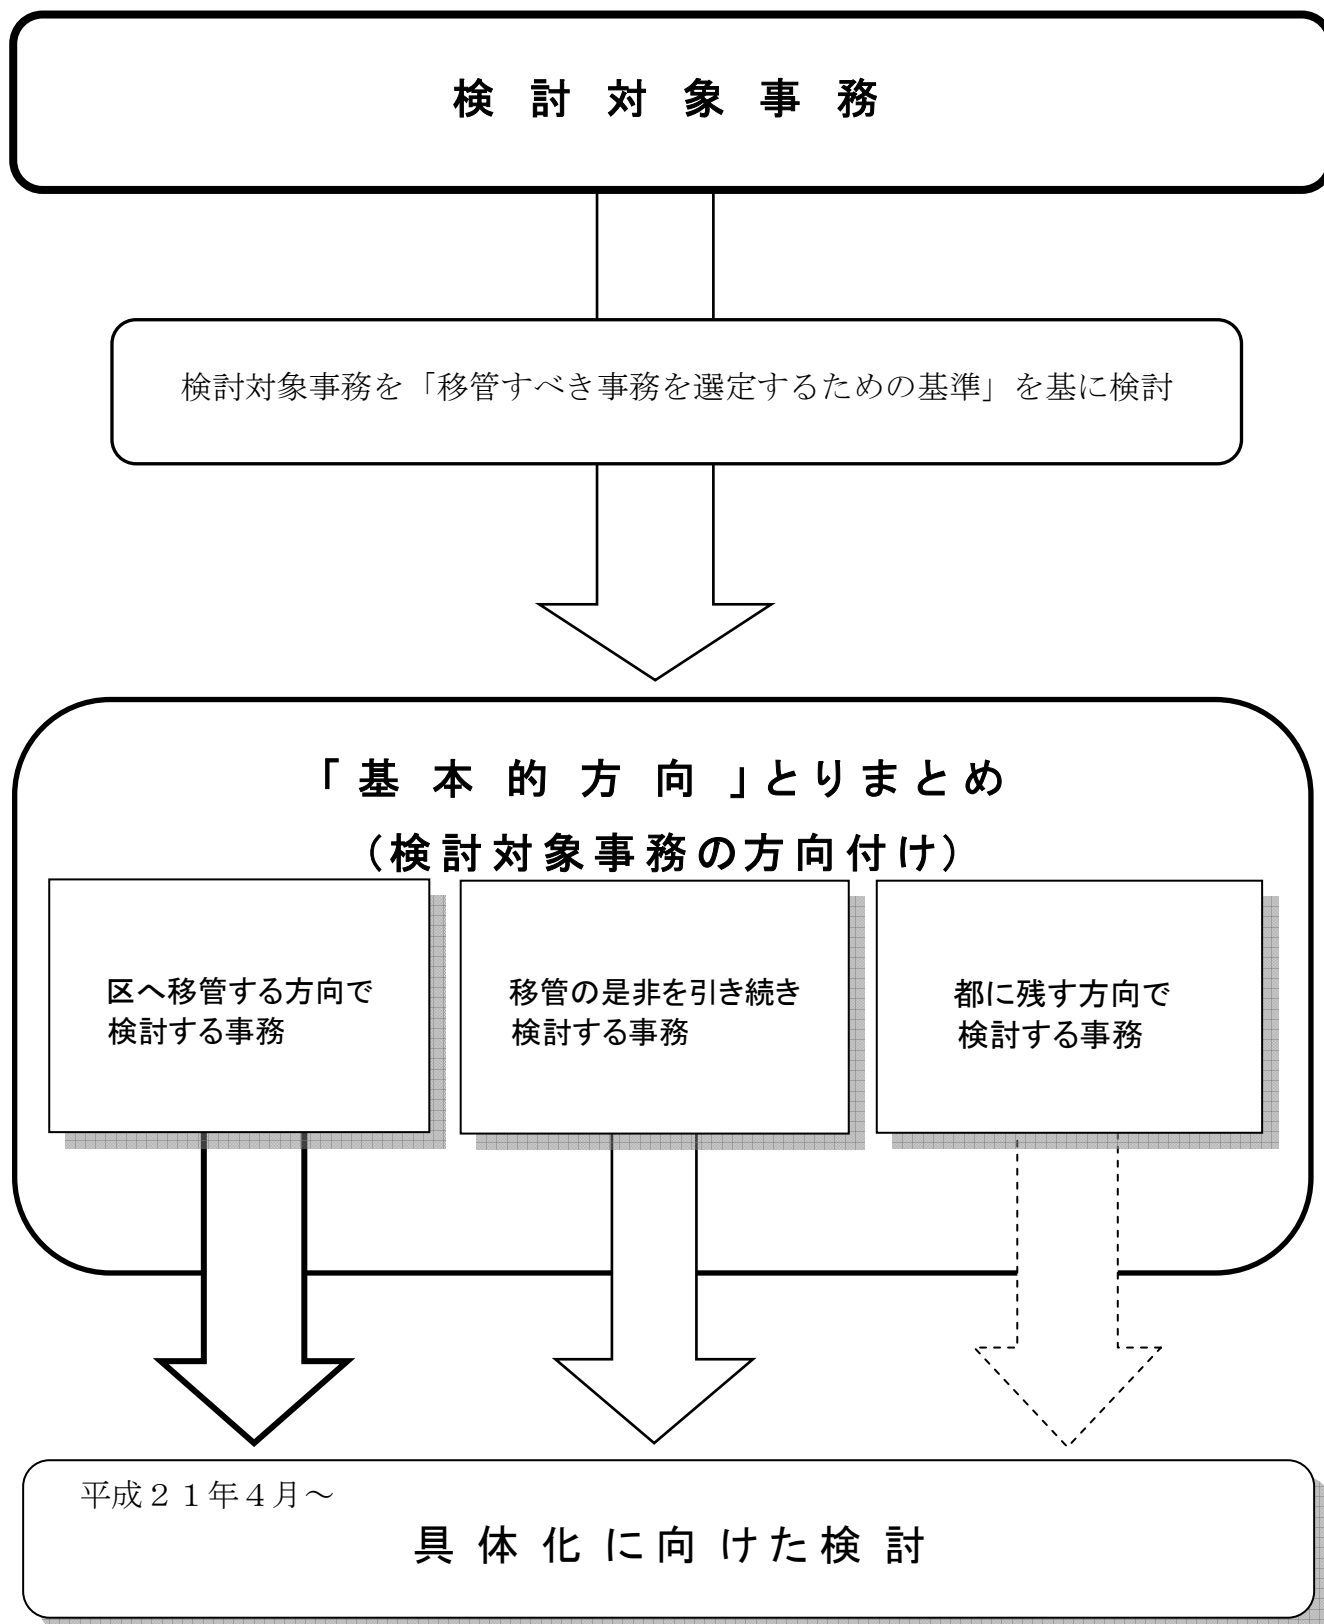 検討対象事務
検討対象事務を「移管すべき事務を選定するための基準」を基に検討
「基本的方向」とりまとめ
（検討対象事務の方向付け）
区へ移管する方向で
検討する事務
移管の是非を引き続き
検討する事務
都に残す方向で
検討する事務
平成２１年４月～
具体化に向けた検討